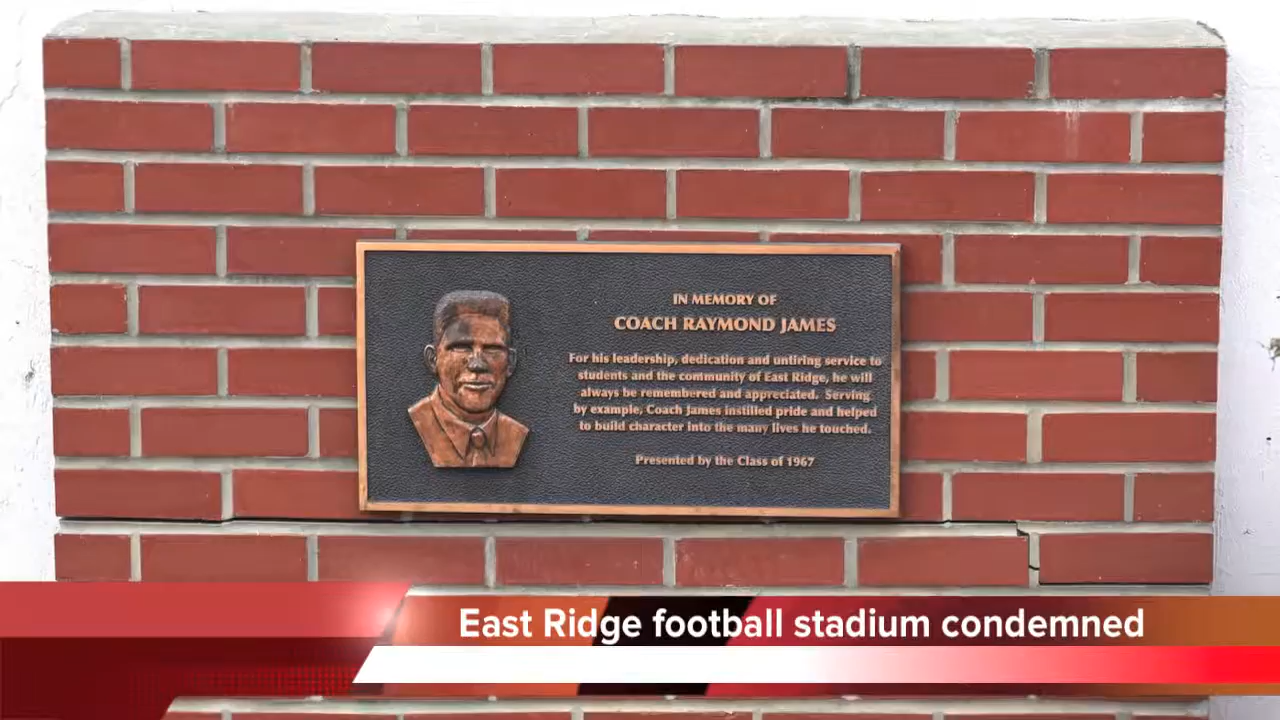 IN MEMORY OF
COACH RAYMOND JAMES
For his leadership, dedication and untiring service to
students and the community of East Ridge, he will
always be remembered and appreciated. Serving
by example, Coach James instilled pride and helped
to build character into the many lives he touched.
Presented by the Class of 1967
East Ridge football stadium condemned